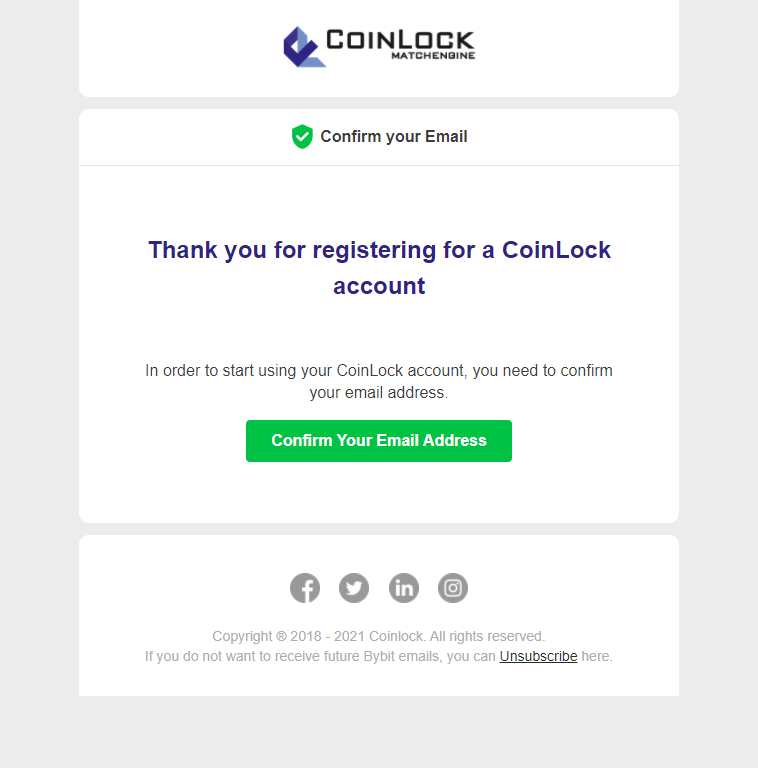 COINLOCK
MATCHENGINE
Confirm your Email
Thank you for registering for a CoinLock
account
In order to start using your CoinLock account, you need to confirm
your email address.
Confirm Your Email Address
Copyright ® 2018 - 2021 Coinlock. All rights reserved.
If you do not want to receive future Bybit emails, you can Unsubscribe here.